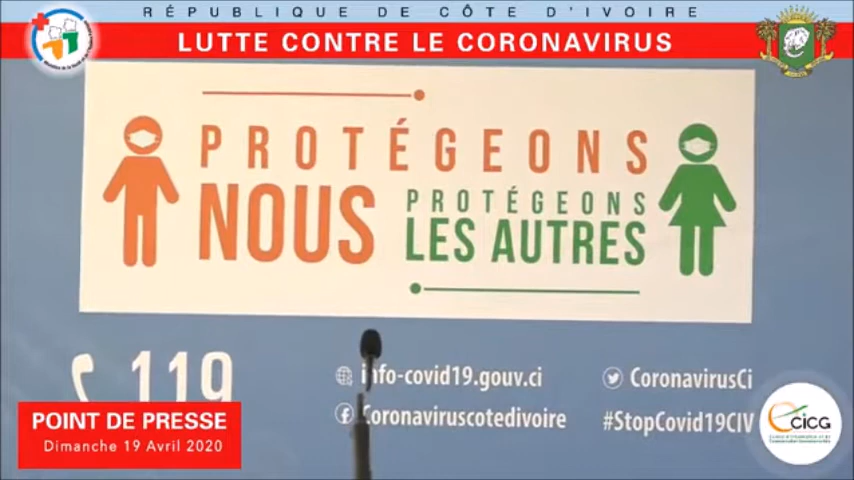 RÉPUBLIQUE DE CÔTE D'IVOIRE
LUTTE CONTRE LE CORONAVIRUS
PROTÉGEONS
NOUS
PROTÉGEONS
LES AUTRES
119
info-covid19.gouv.ci
CoronavirusCi
Coronaviruscotedivoire
#StopCovid19CIV
POINT DE PRESSE
Dimanche 19 Avril 2020
CICG